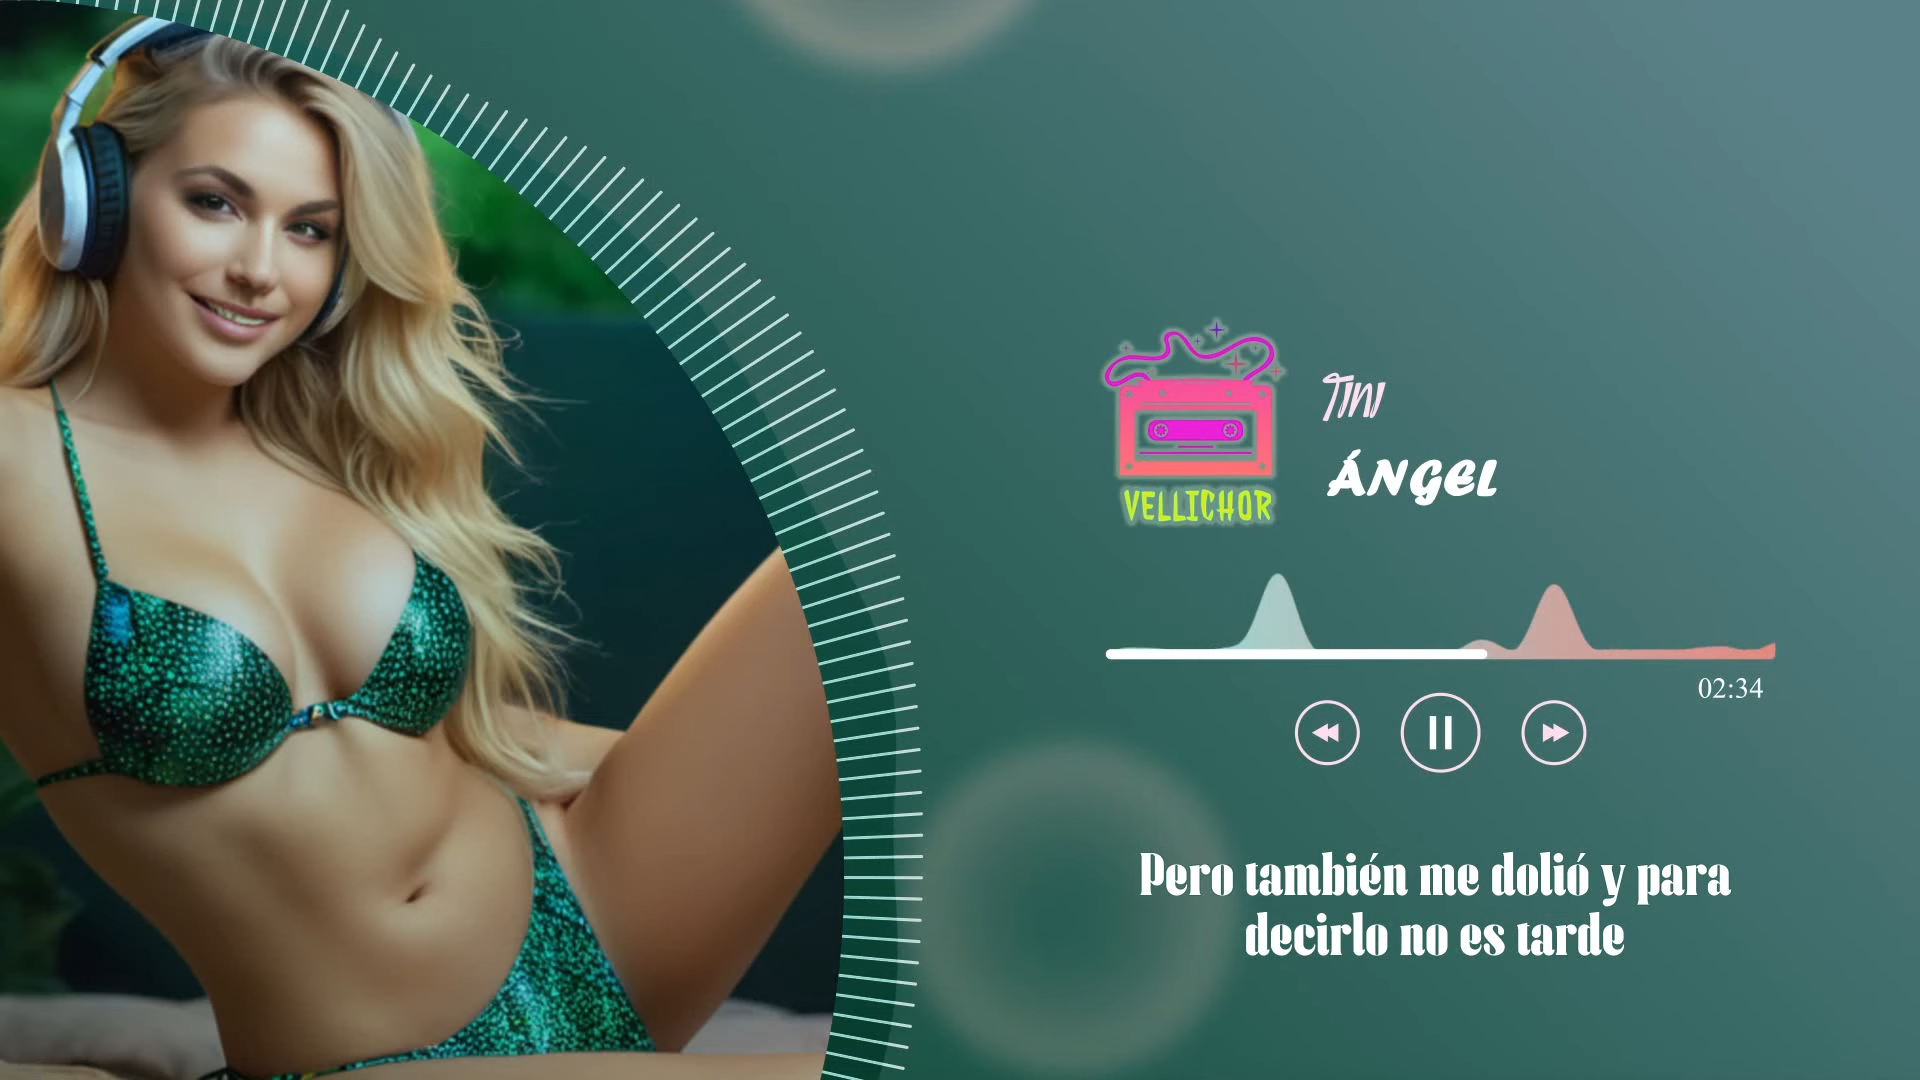 TINI
ÁNGEL
VELLICHOR
02:34
Pero también me dolió y para
decirlo no es tarde